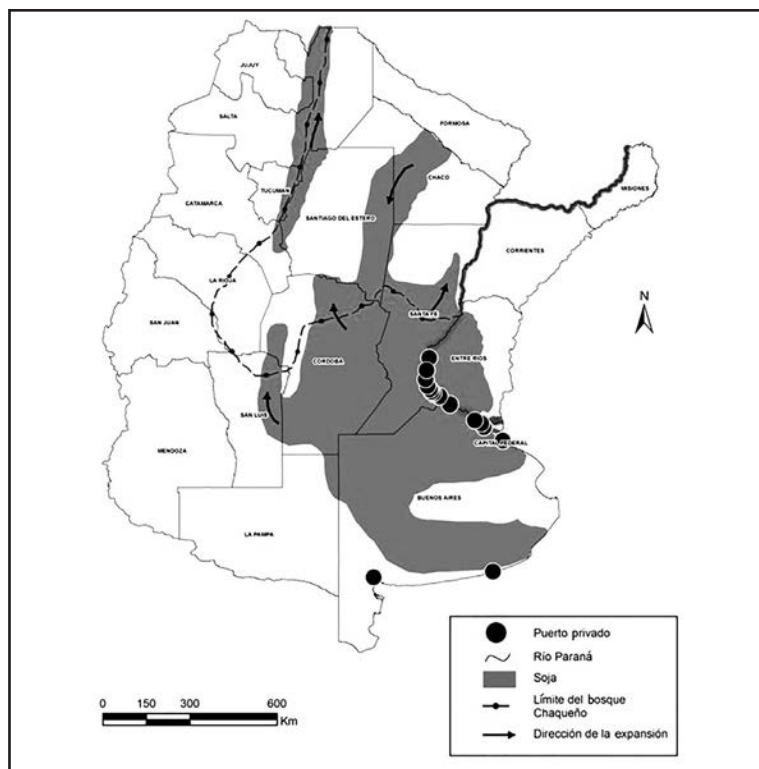 JUJUY
SALTA
FORMOSA
CHACO
MISIONES
TUCUMAN
CATAMARCA
SANTIAGO DEL ESTERO
CORRIENTES
LA RIOJA
SANTA FE
SAN JUAN
N
CORDOBA
ENTRE RIOS
SAN LUIS
MENDOZA
CAPITAL FEDERAL
BUENOS AIRES
LA PAMPA
Puerto privado
Río Paraná
Soja
Límite del bosque
Chaqueño
Dirección de la expansión
0 150 300 600
Km